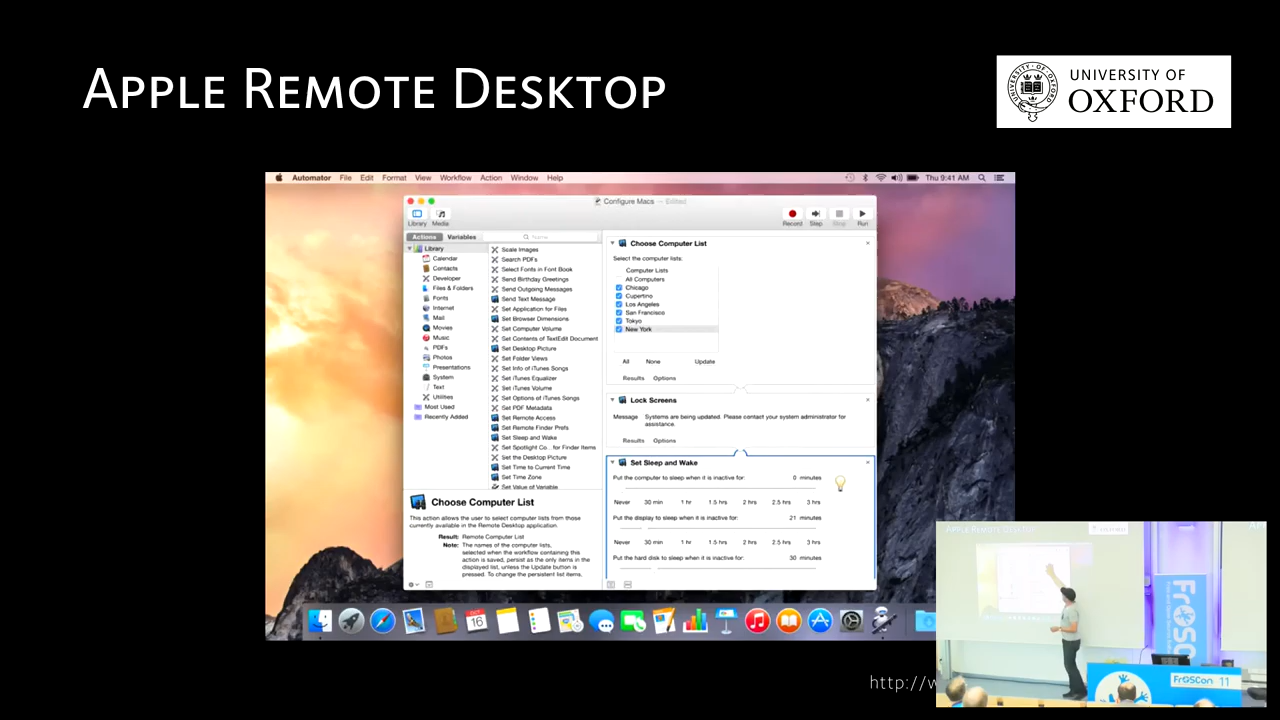 Apple Remote Desktop
UNIVERSITY OF
OXFORD
Automator File Edit Format View Workflow Action Window Help
Thu 9:41 AM
Configure Macs — Edited
Library Media
Record Step Stop Run
Actions Variables
Name
Library
Calendar
Contacts
Developer
Files & Folders
Fonts
Internet
Mail
Movies
Music
PDFs
Photos
Presentations
System
Text
Utilities
Most Used
Recently Added
Scale Images
Search PDFs
Select Fonts in Font Book
Send Birthday Greetings
Send Outgoing Messages
Send Text Message
Set Application for Files
Set Browser Dimensions
Set Computer Volume
Set Contents of TextEdit Document
Set Desktop Picture
Set Folder Views
Set Info of iTunes Songs
Set iTunes Equalizer
Set iTunes Volume
Set Options of iTunes Songs
Set PDF Metadata
Set Remote Access
Set Remote Finder Prefs
Set Sleep and Wake
Set Spotlight Co... for Finder Items
Set the Desktop Picture
Set Time to Current Time
Set Time Zone
Set Value of Variable
Choose Computer List
This action allows the user to select computer lists from those
currently available in the Remote Desktop application.
Result: Remote Computer List
Note: The names of the computer lists,
selected when the workflow containing this
action is saved, persist as the only items in the
displayed list, unless the Update button is
pressed. To change the persistent list items,
Choose Computer List
Select the computer lists:
Computer Lists
All Computers
Chicago
Cupertino
Los Angeles
San Francisco
Tokyo
New York
All None Update
Results Options
Lock Screens
Message Systems are being updated. Please contact your system administrator for
assistance.
Results Options
Set Sleep and Wake
Put the computer to sleep when it is inactive for: 0 minutes
Never 30 min 1 hr 1.5 hrs 2 hrs 2.5 hrs 3 hrs
Put the display to sleep when it is inactive for: 21 minutes
Never 30 min 1 hr 1.5 hrs 2 hrs 2.5 hrs 3 hrs
Put the hard disk to sleep when it is inactive for: 30 minutes
OCT
16
http://w
Apple Remote Desktop
FrOSCon
FrOSCon 11